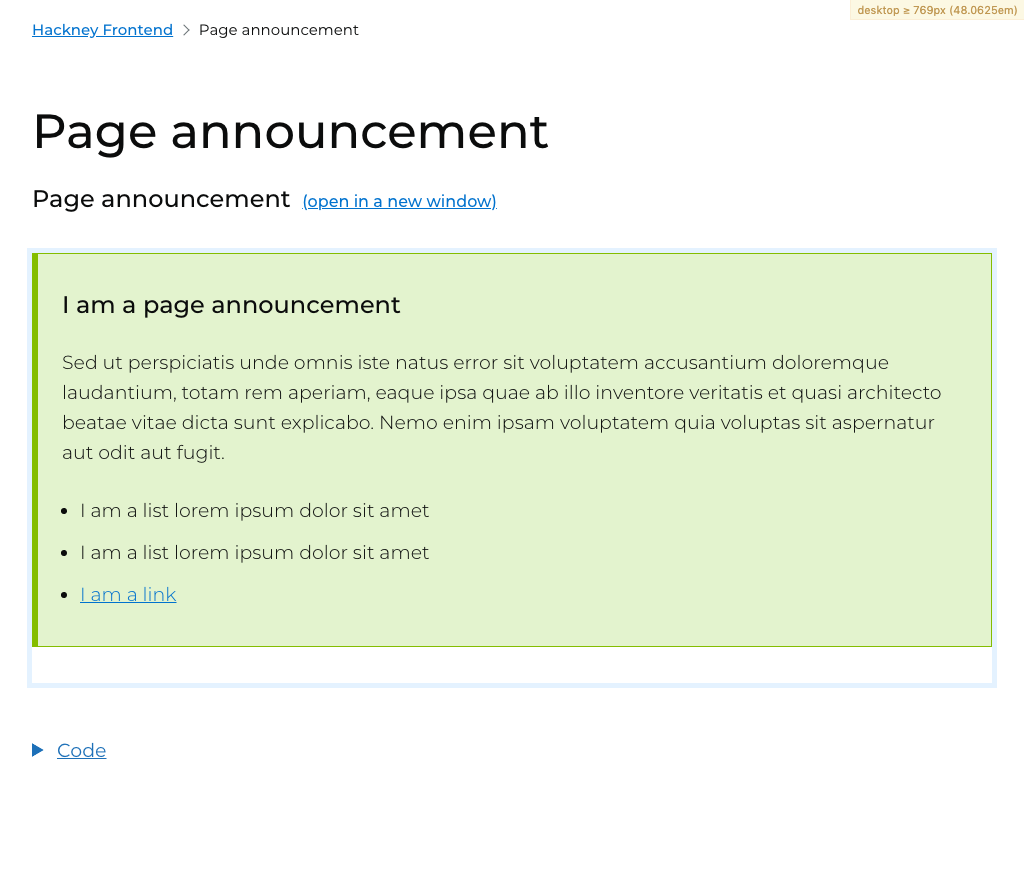 desktop ≥ 769px (48.0625em)
Hackney Frontend > Page announcement
Page announcement
Page announcement (open in a new window)
I am a page announcement
Sed ut perspiciatis unde omnis iste natus error sit voluptatem accusantium doloremque
laudantium, totam rem aperiam, eaque ipsa quae ab illo inventore veritatis et quasi architecto
beatae vitae dicta sunt explicabo. Nemo enim ipsam voluptatem quia voluptas sit aspernatur
aut odit aut fugit.
• I am a list lorem ipsum dolor sit amet
• I am a list lorem ipsum dolor sit amet
• I am a link
Code